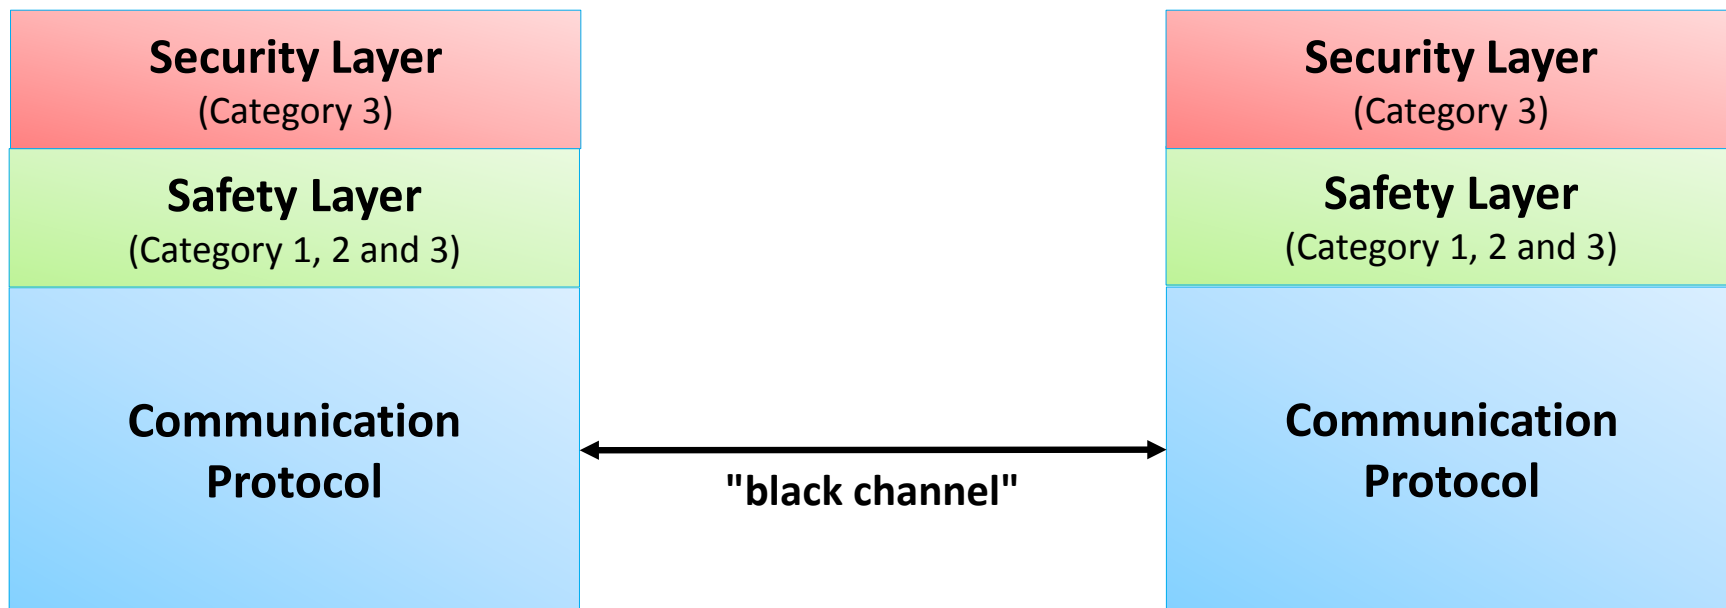 Security Layer
(Category 3)
Safety Layer
(Category 1, 2 and 3)
Communication
Protocol
"black channel"
Security Layer
(Category 3)
Safety Layer
(Category 1, 2 and 3)
Communication
Protocol